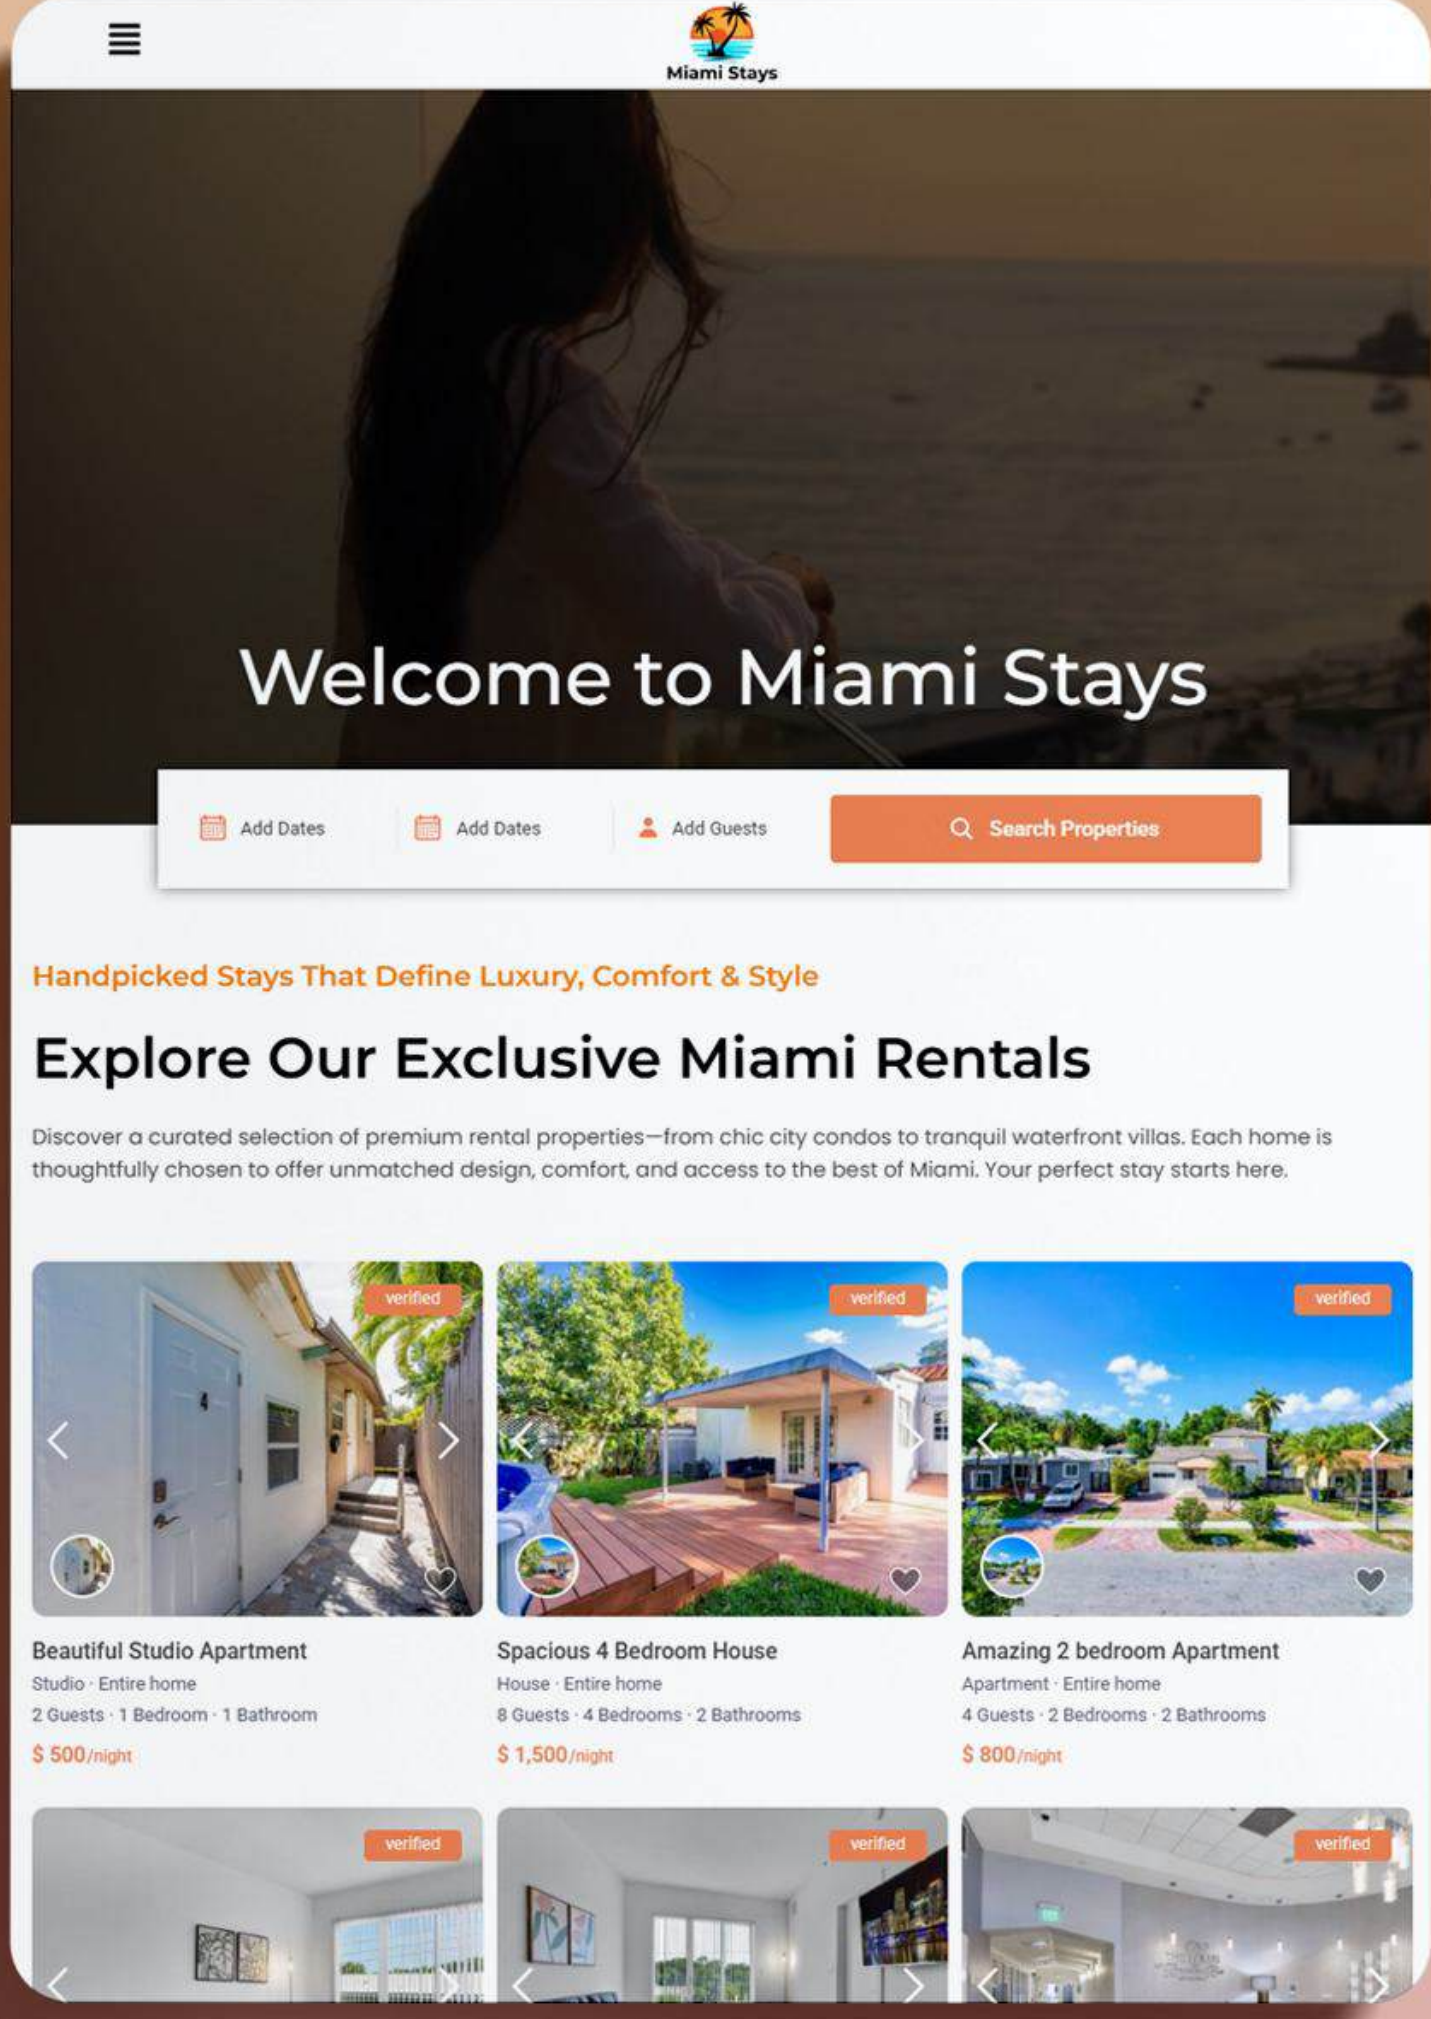 Miami Stays
Welcome to Miami Stays
Add Dates
Add Dates
Add Guests
Search Properties
Handpicked Stays That Define Luxury, Comfort & Style
Explore Our Exclusive Miami Rentals
Discover a curated selection of premium rental properties—from chic city condos to tranquil waterfront villas. Each home is
thoughtfully chosen to offer unmatched design, comfort, and access to the best of Miami. Your perfect stay starts here.
verified
4
verified
verified
Beautiful Studio Apartment
Studio · Entire home
2 Guests · 1 Bedroom · 1 Bathroom
$ 500/night
Spacious 4 Bedroom House
House · Entire home
8 Guests · 4 Bedrooms · 2 Bathrooms
$ 1,500/night
Amazing 2 bedroom Apartment
Apartment · Entire home
4 Guests · 2 Bedrooms · 2 Bathrooms
$ 800/night
verified
verified
verified